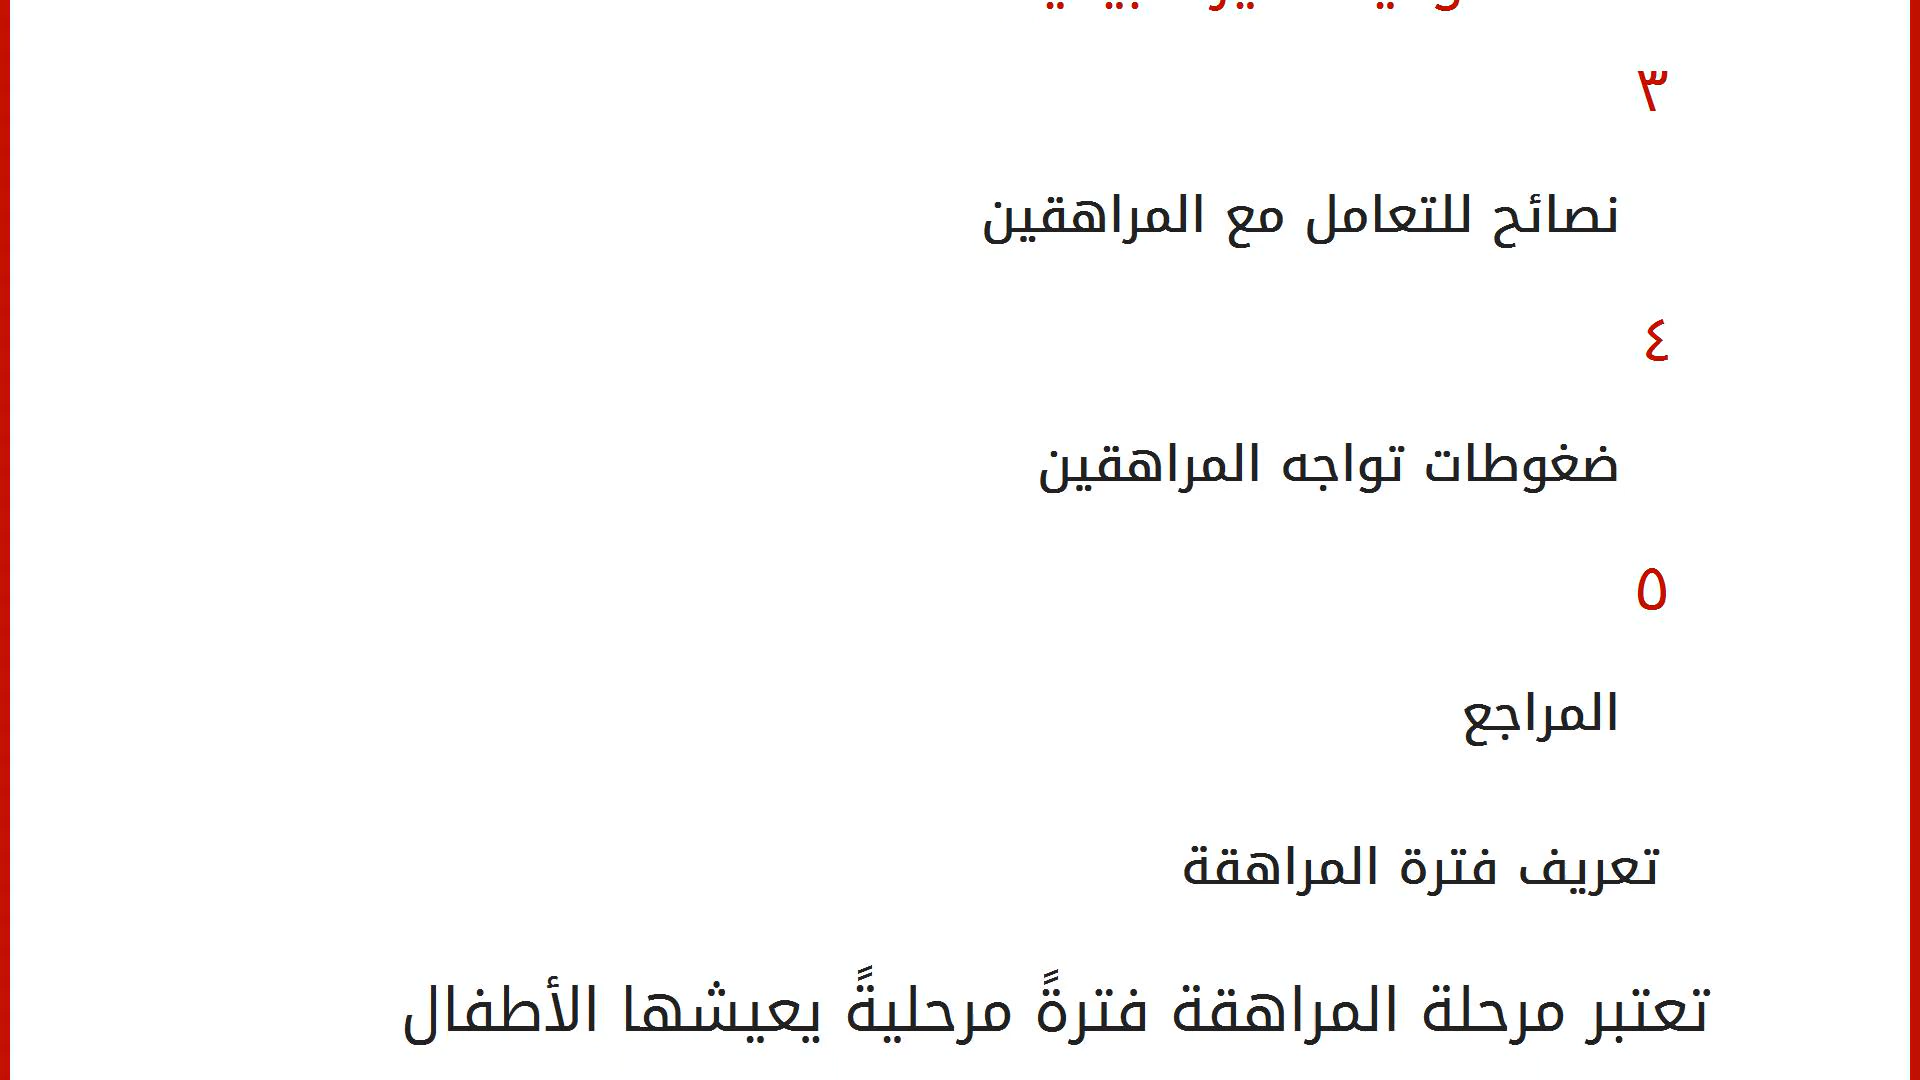 ٣
نصائح للتعامل مع المراهقين
٤
ضغوطات تواجه المراهقين
٥
المراجع
تعريف فترة المراهقة
تعتبر مرحلة المراهقة فترةً مرحليةً يعيشها الأطفال